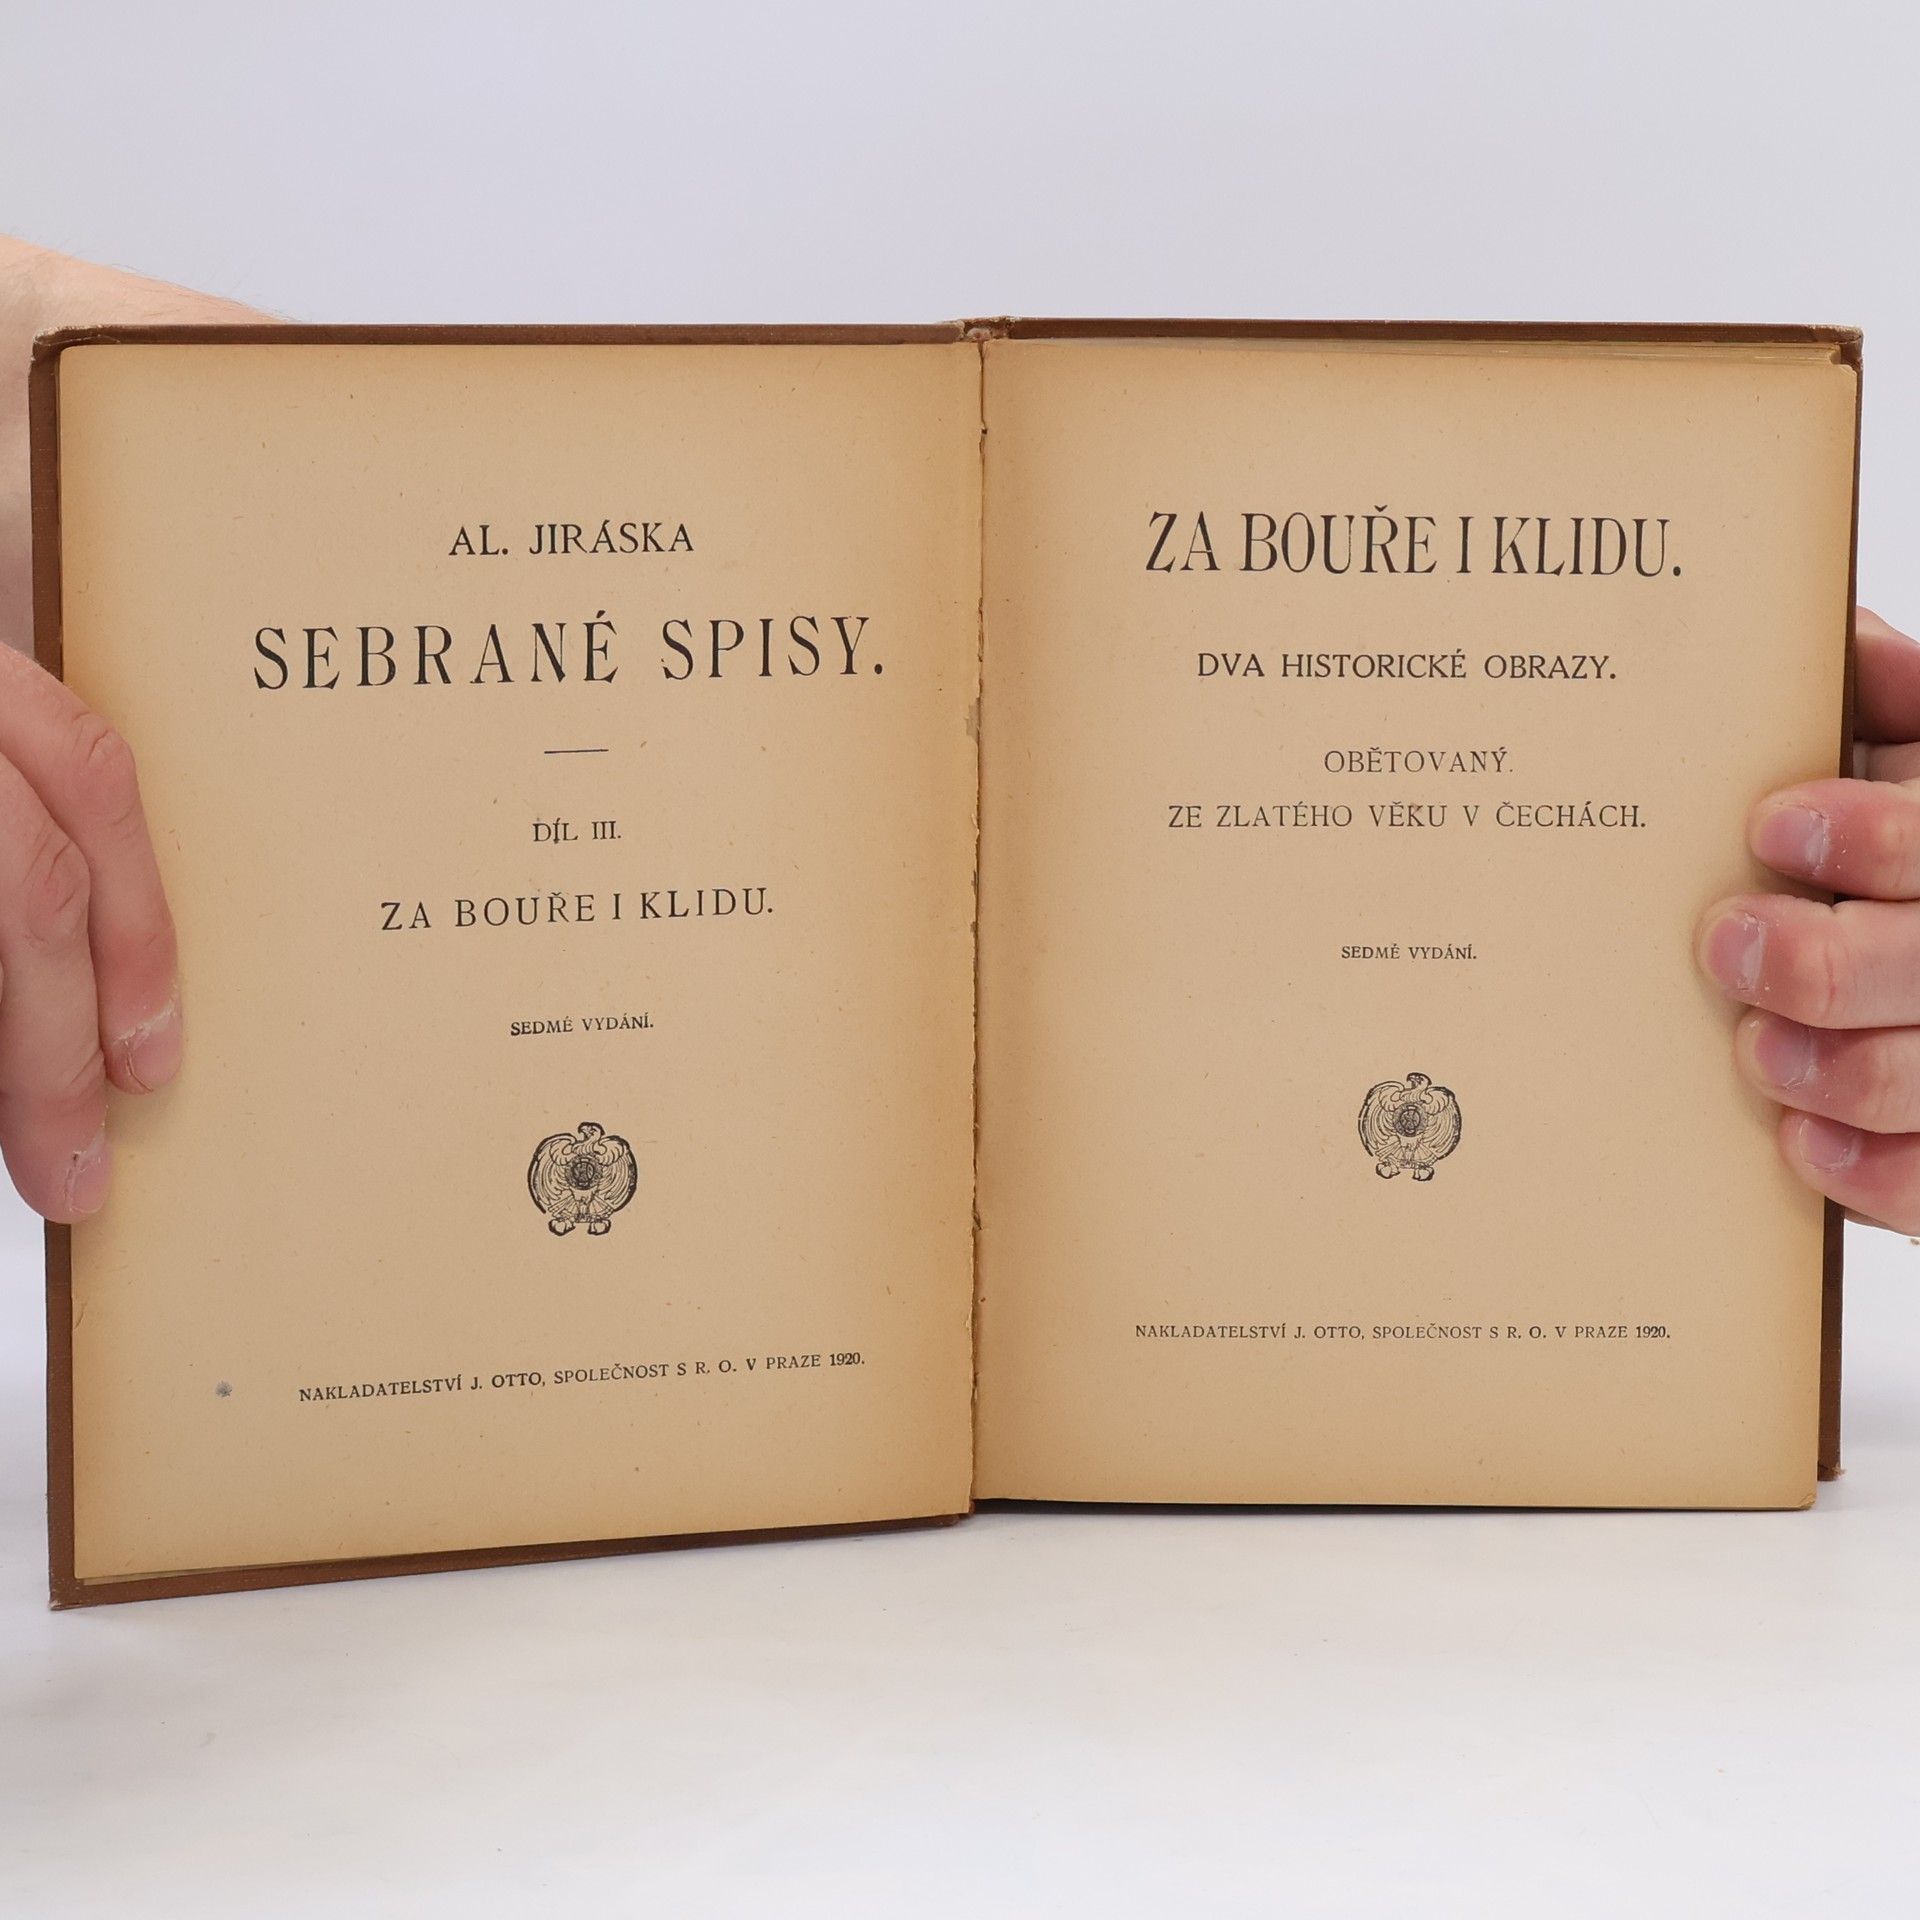 AL. JIRÁSKA
SEBRANÉ SPISY.
DÍL III.
ZA BOUŘE I KLIDU.
SEDMÉ VYDÁNÍ.
NAKLADATELSTVÍ J. OTTO, SPOLEČNOST S R. O. V PRAZE 1920.
ZA BOUŘE I KLIDU.
DVA HISTORICKÉ OBRAZY.
OBĚTOVANÝ.
ZE ZLATÉHO VĚKU V ČECHÁCH.
SEDMÉ VYDÁNÍ.
NAKLADATELSTVÍ J. OTTO, SPOLEČNOST S R. O. V PRAZE 1920.